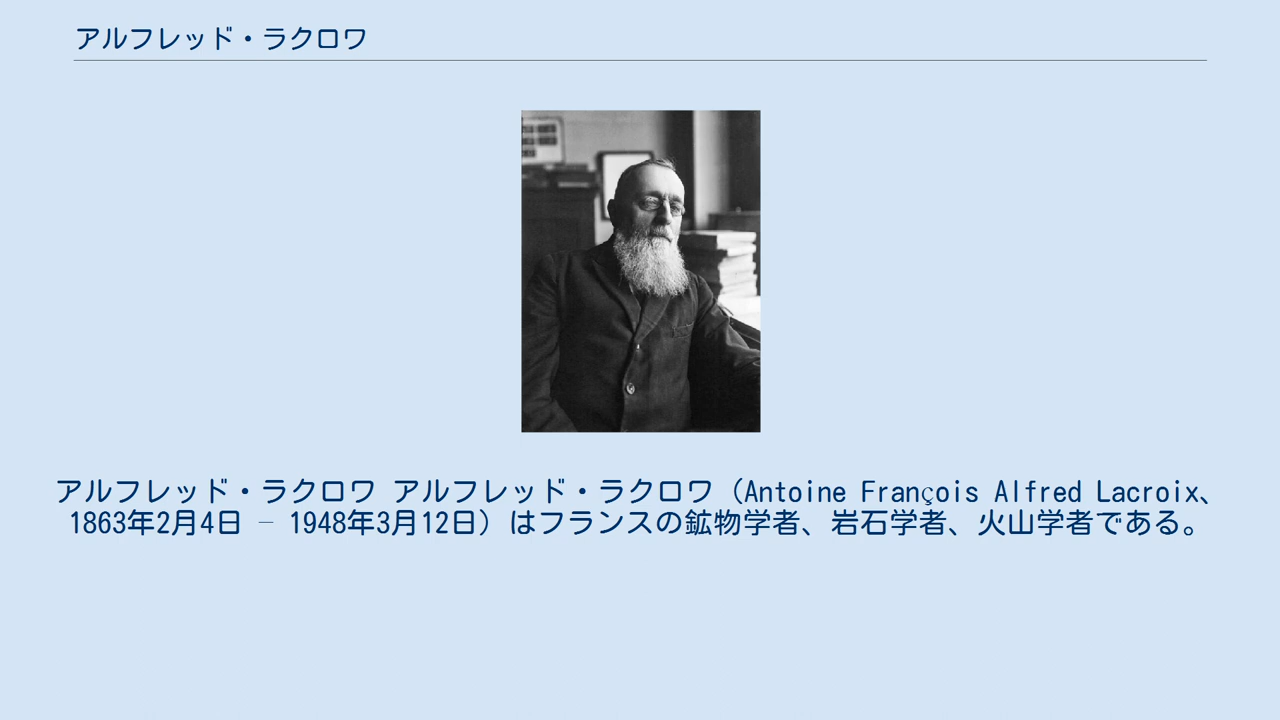 アルフレッド・ラクロワ
アルフレッド・ラクロワ アルフレッド・ラクロワ（Antoine François Alfred Lacroix、
1863年2月4日 – 1948年3月12日）はフランスの鉱物学者、岩石学者、火山学者である。